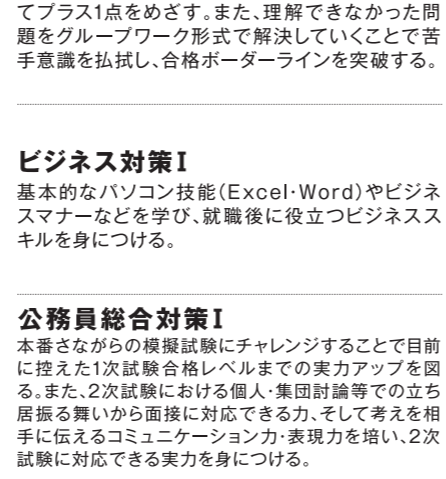 てプラス1点をめざす。また、理解できなかった問
題をグループワーク形式で解決していくことで苦
手意識を払拭し、合格ボーダーラインを突破する。
ビジネス対策Ⅰ
基本的なパソコン技能(Excel・Word)やビジネ
スマナーなどを学び、就職後に役立つビジネスス
キルを身につける。
公務員総合対策Ⅰ
本番さながらの模擬試験にチャレンジすることで目前
に控えた1次試験合格レベルまでの実力アップを図
る。また、2次試験における個人・集団討論等での立ち
居振る舞いから面接に対応できる力、そして考えを相
手に伝えるコミュニケーション力・表現力を培い、2次
試験に対応できる実力を身につける。